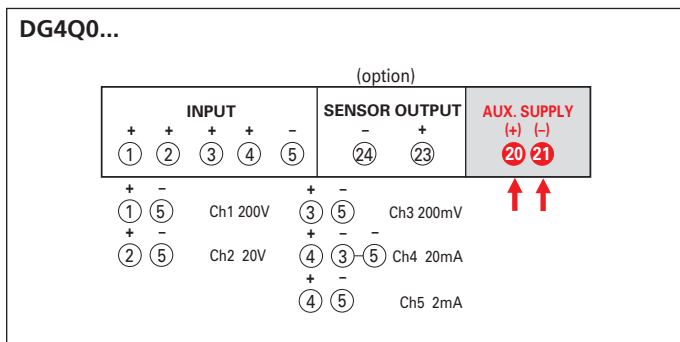 DG4Q0...
(option)
INPUT SENSOR OUTPUT AUX. SUPPLY
+ + + + – – + (+) (–)
1 2 3 4 5 24 23 20 21
+ – + –
1 5 Ch1 200V 3 5 Ch3 200mV
+ – + – –
2 5 Ch2 20V 4 3 5 Ch4 20mA
+ –
4 5 Ch5 2mA